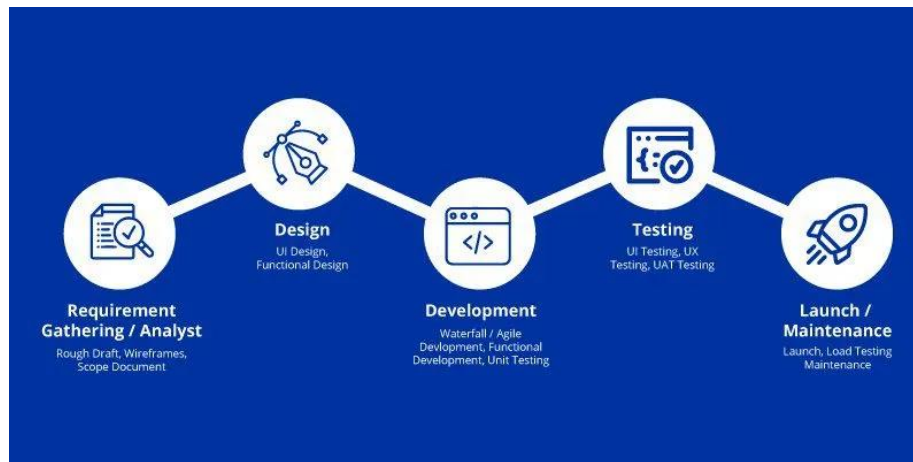 Requirement
Gathering / Analyst
Rough Draft, Wireframes,
Scope Document
Design
UI Design,
Functional Design
</>
Development
Waterfall / Agile
Devlopment, Functional
Development, Unit Testing
{:
Testing
UI Testing, UX
Testing, UAT Testing
Launch /
Maintenance
Launch, Load Testing
Maintenance